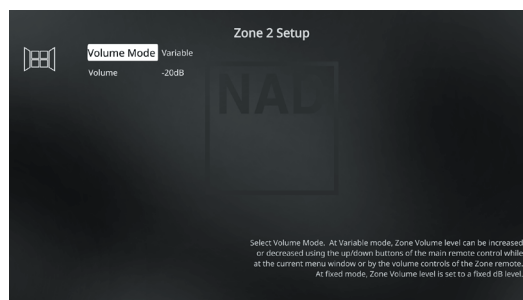 Zone 2 Setup
Volume Mode Variable
Volume -20dB
NAD
Select Volume Mode. At Variable mode, Zone Volume level can be increased
or decreased using the up/down buttons of the main remote control while
at the current menu window or by the volume controls of the Zone remote.
At fixed mode, Zone Volume level is set to a fixed dB level.